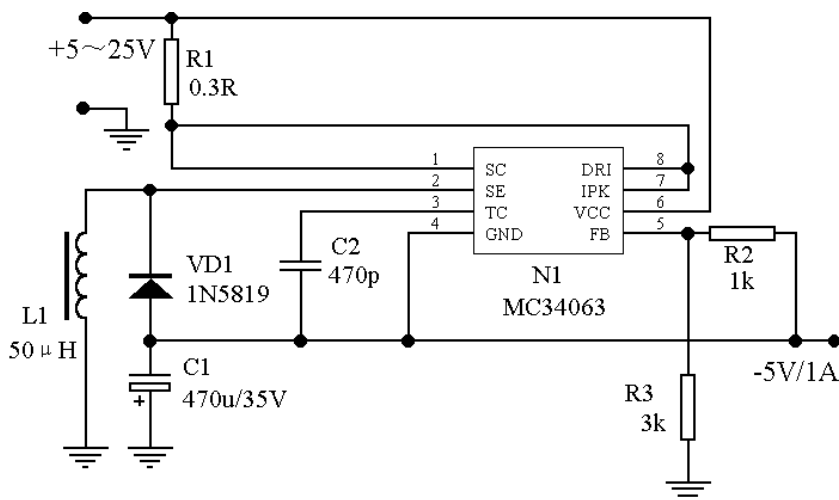 +5～25V
R1
0.3R
1
2
3
4
SC
SE
TC
GND
DRI
IPK
VCC
FB
8
7
6
5
N1
MC34063
R2
1k
C2
470p
VD1
1N5819
L1
50μH
C1
+
470u/35V
-5V/1A
R3
3k